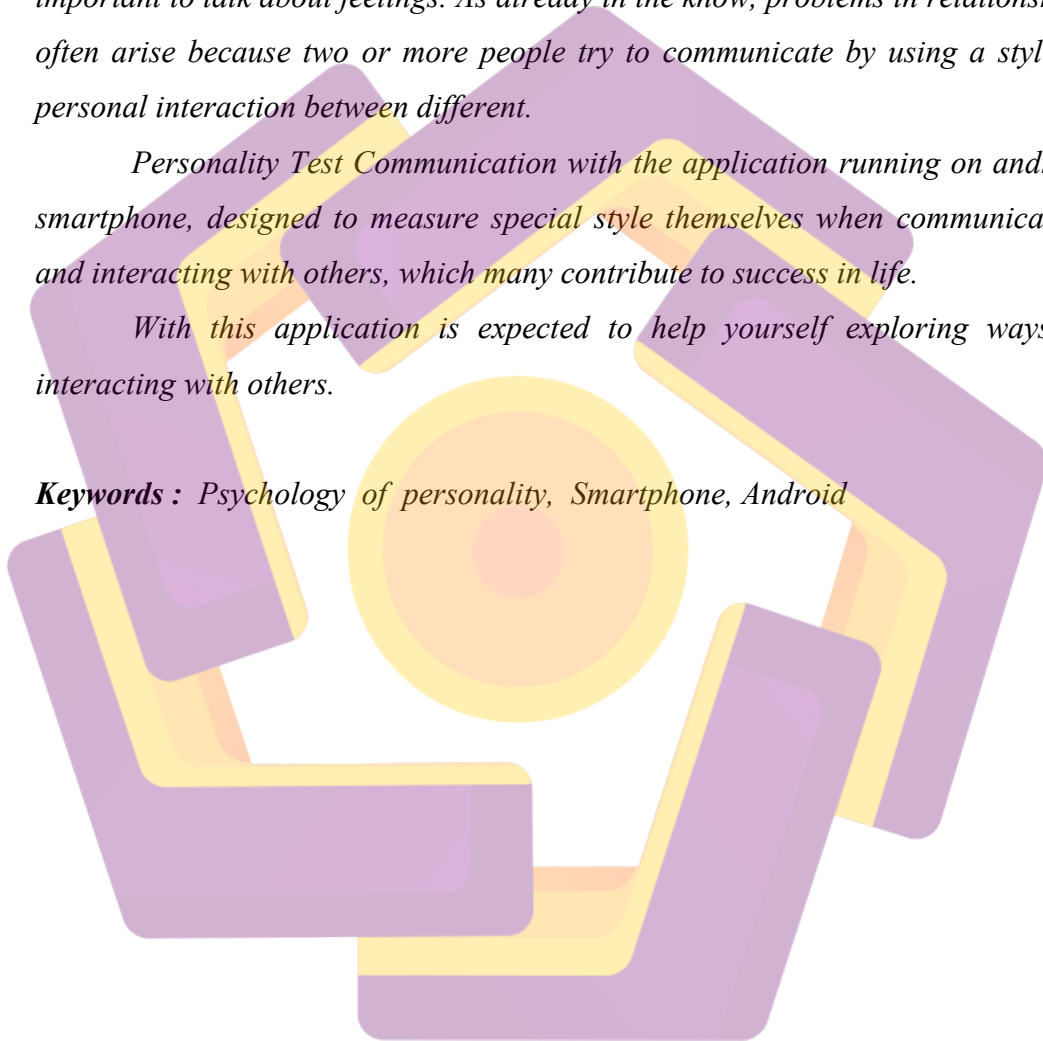 important to talk about feelings. As already in the know, problems in relationsh
often arise because two or more people try to communicate by using a styl
personal interaction between different.
Personality Test Communication with the application running on and
smartphone, designed to measure special style themselves when communica
and interacting with others, which many contribute to success in life.
With this application is expected to help yourself exploring ways
interacting with others.
Keywords : Psychology of personality, Smartphone, Android